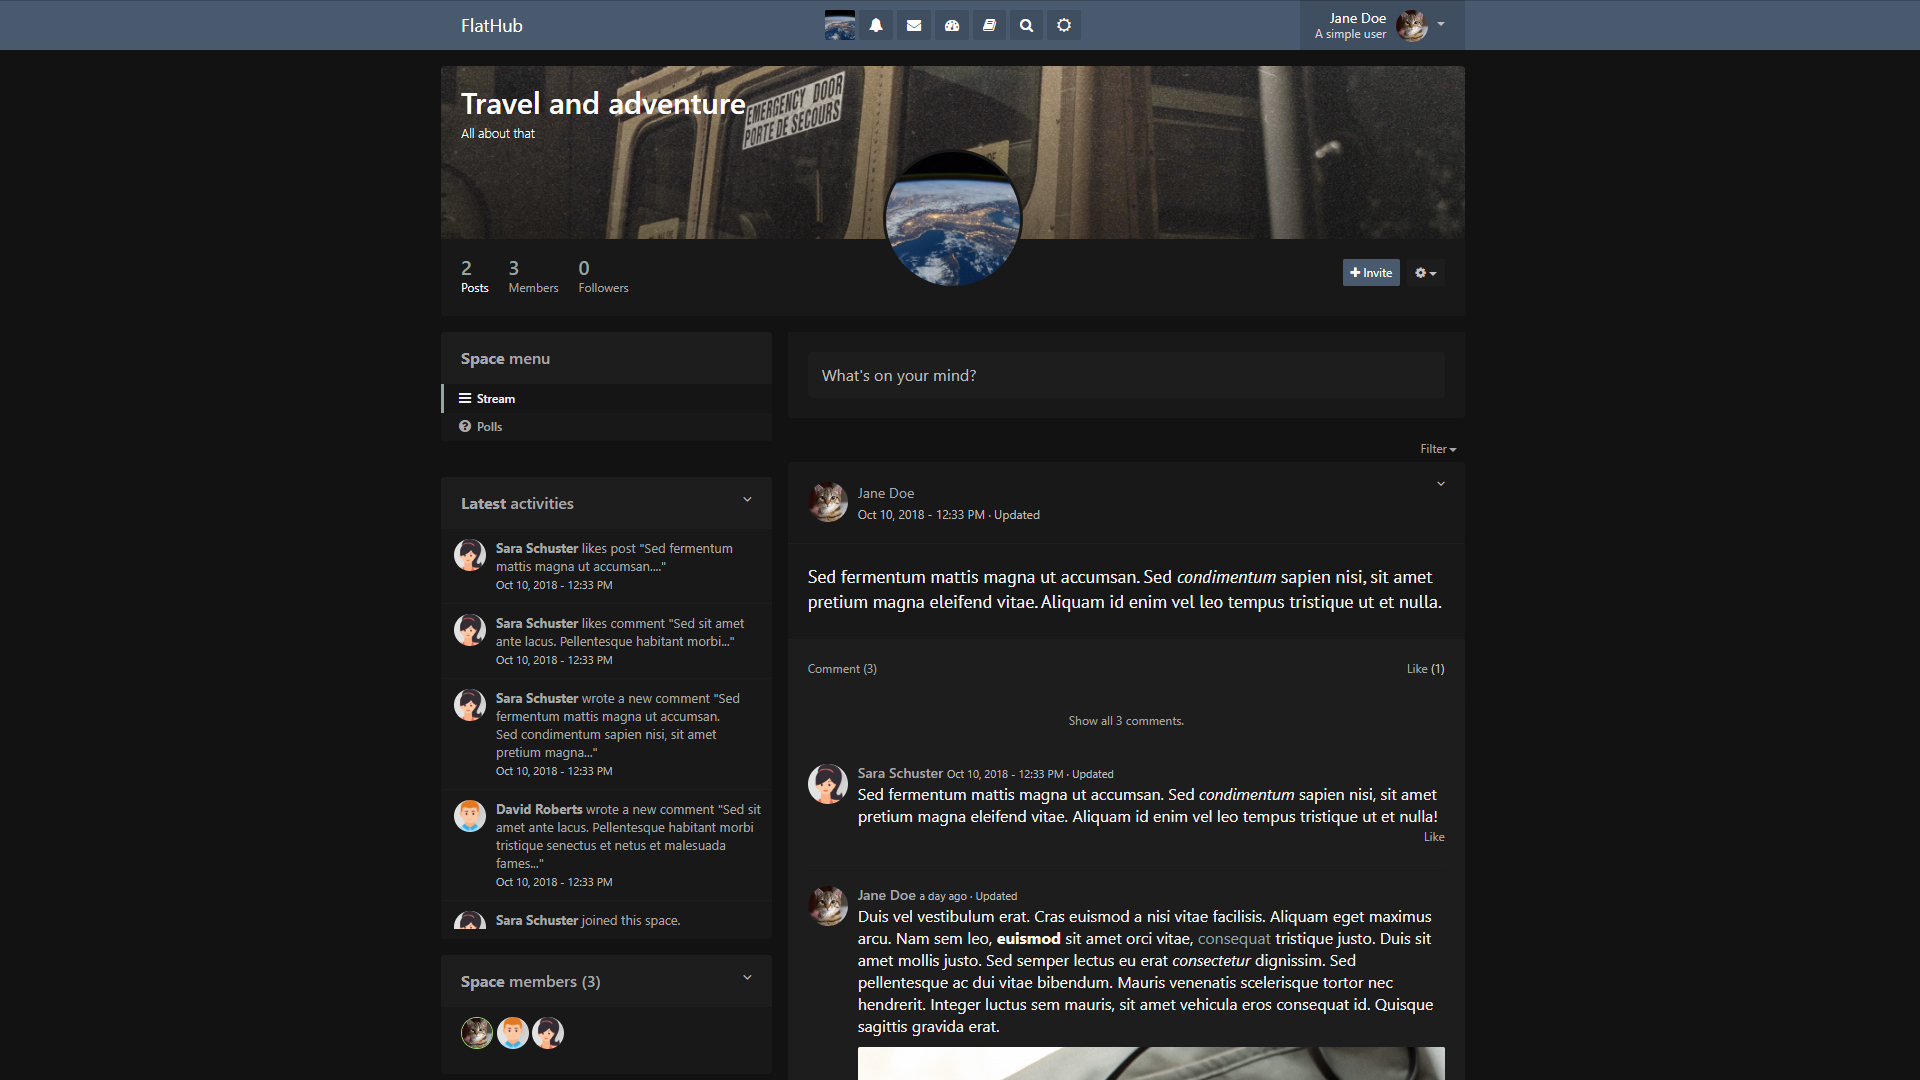 FlatHub
Jane Doe
A simple user
Travel and adventure
All about that
EMERGENCY DOOR
PORTE DE SECOURS
2
Posts
3
Members
0
Followers
Invite
Space menu
Stream
Polls
What's on your mind?
Filter
Latest activities
Sara Schuster likes post "Sed fermentum
mattis magna ut accumsan...."
Oct 10, 2018 - 12:33 PM
Sara Schuster likes comment "Sed sit amet
ante lacus. Pellentesque habitant morbi..."
Oct 10, 2018 - 12:33 PM
Sara Schuster wrote a new comment "Sed
fermentum mattis magna ut accumsan.
Sed condimentum sapien nisi, sit amet
pretium magna..."
Oct 10, 2018 - 12:33 PM
David Roberts wrote a new comment "Sed sit
amet ante lacus. Pellentesque habitant morbi
tristique senectus et netus et malesuada
fames..."
Oct 10, 2018 - 12:33 PM
Sara Schuster joined this space.
Space members (3)
Jane Doe
Oct 10, 2018 - 12:33 PM · Updated
Sed fermentum mattis magna ut accumsan. Sed condimentum sapien nisi, sit amet
pretium magna eleifend vitae. Aliquam id enim vel leo tempus tristique ut et nulla.
Comment (3)
Like (1)
Show all 3 comments.
Sara Schuster Oct 10, 2018 - 12:33 PM · Updated
Sed fermentum mattis magna ut accumsan. Sed condimentum sapien nisi, sit amet
pretium magna eleifend vitae. Aliquam id enim vel leo tempus tristique ut et nulla!
Like
Jane Doe a day ago · Updated
Duis vel vestibulum erat. Cras euismod a nisi vitae facilisis. Aliquam eget maximus
arcu. Nam sem leo, euismod sit amet orci vitae, consequat tristique justo. Duis sit
amet mollis justo. Sed semper lectus eu erat consectetur dignissim. Sed
pellentesque ac dui vitae bibendum. Mauris venenatis scelerisque tortor nec
hendrerit. Integer luctus sem mauris, sit amet vehicula eros consequat id. Quisque
sagittis gravida erat.